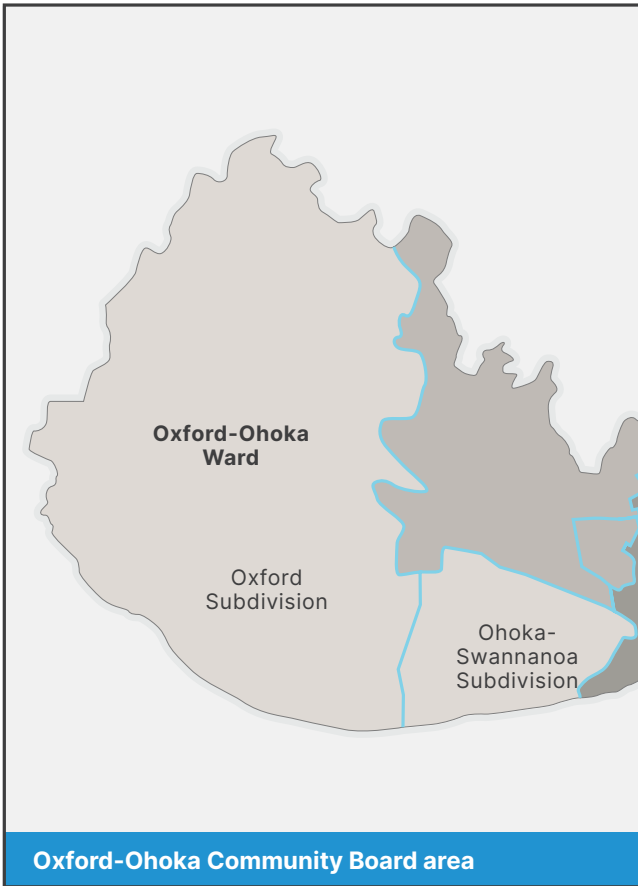 Oxford-Ohoka
Ward
Oxford
Subdivision
Ohoka-
Swannanoa
Subdivision
Oxford-Ohoka Community Board area